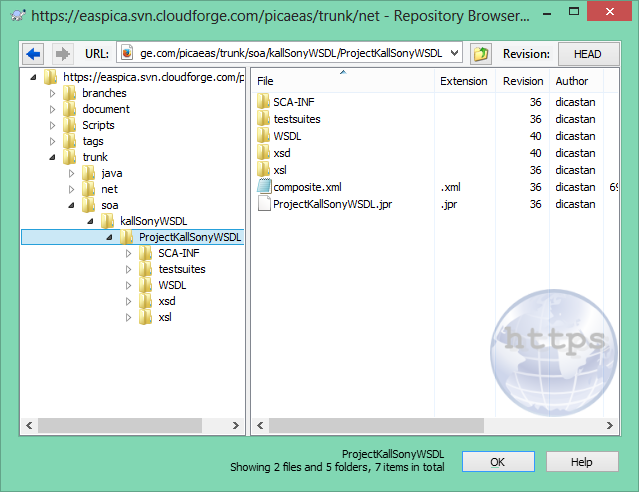 https://easpica.svn.cloudforge.com/picaeas/trunk/net - Repository Browser...
URL: ge.com/picaeas/trunk/soa/kallSonyWSDL/ProjectKallSonyWSDL Revision: HEAD
https://easpica.svn.cloudforge.com/p
branches
document
Scripts
tags
trunk
java
net
soa
kallSonyWSDL
ProjectKallSonyWSDL
SCA-INF
testsuites
WSDL
xsd
xsl
File Extension Revision Author
SCA-INF 36 dicastan
testsuites 36 dicastan
WSDL 40 dicastan
xsd 40 dicastan
xsl 36 dicastan
composite.xml .xml 36 dicastan 69
ProjectKallSonyWSDL.jpr .jpr 36 dicastan
https
ProjectKallSonyWSDL
Showing 2 files and 5 folders, 7 items in total
OK Help